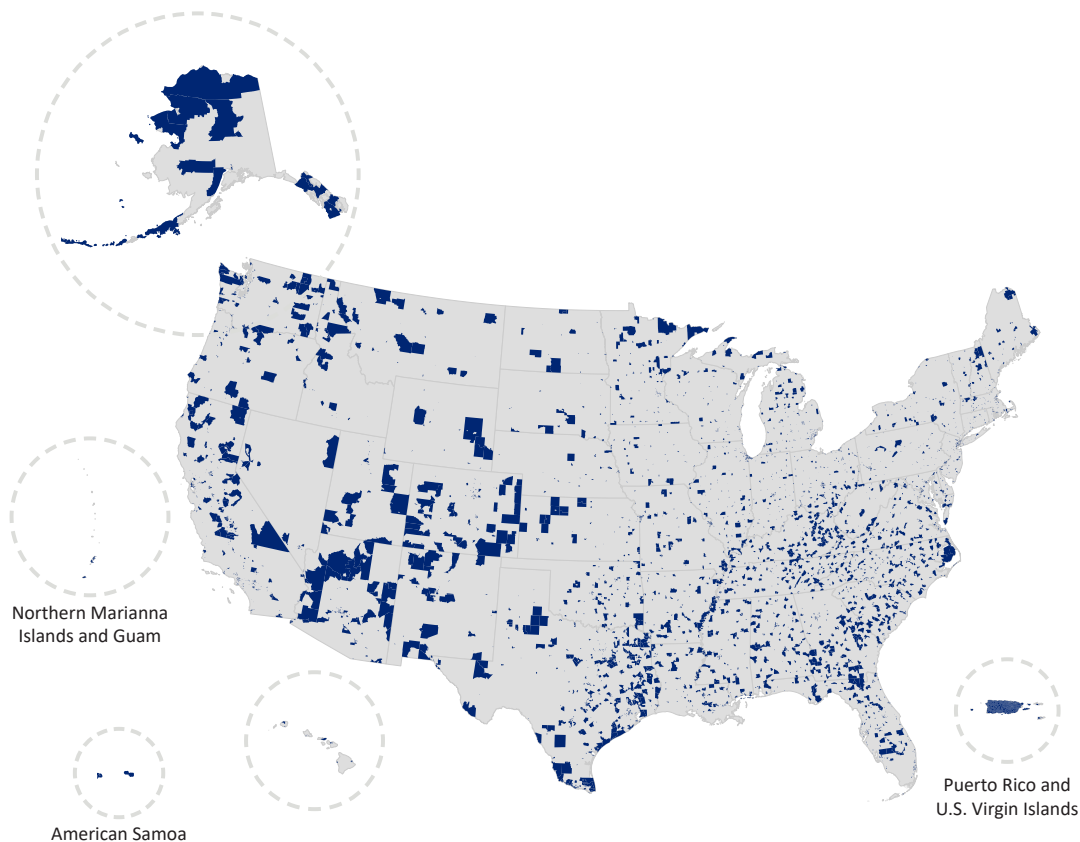 Northern Marianna
Islands and Guam
American Samoa
Puerto Rico and
U.S. Virgin Islands